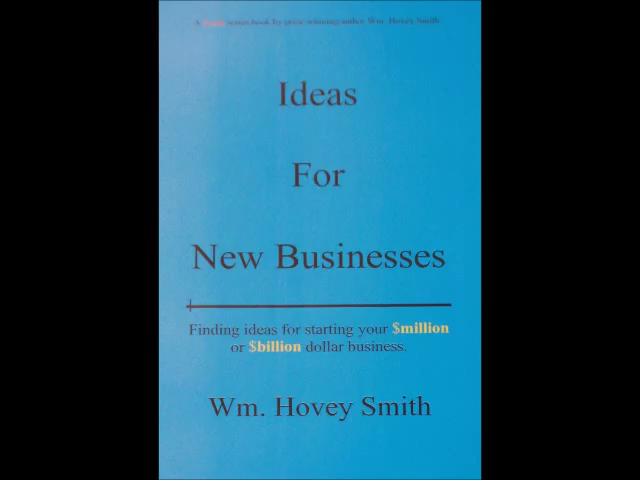 A series book by prize winning author Wm. Hovey Smith
Ideas
For
New Businesses
Finding ideas for starting your $million
or $billion dollar business.
Wm. Hovey Smith